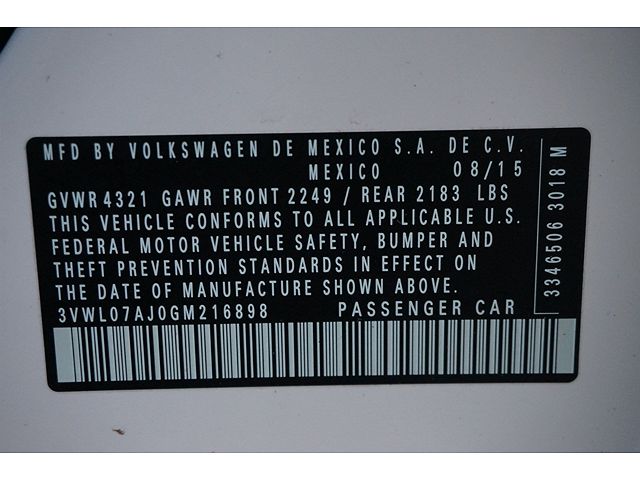 MFD BY VOLKSWAGEN DE MEXICO S.A. DE C.V.
MEXICO 08/15
GVWR 4321 GAWR FRONT 2249 / REAR 2183 LBS
THIS VEHICLE CONFORMS TO ALL APPLICABLE U.S.
FEDERAL MOTOR VEHICLE SAFETY, BUMPER AND
THEFT PREVENTION STANDARDS IN EFFECT ON
THE DATE OF MANUFACTURE SHOWN ABOVE.
3VWL07AJ0GM216898 PASSENGER CAR
3346506 3018 M